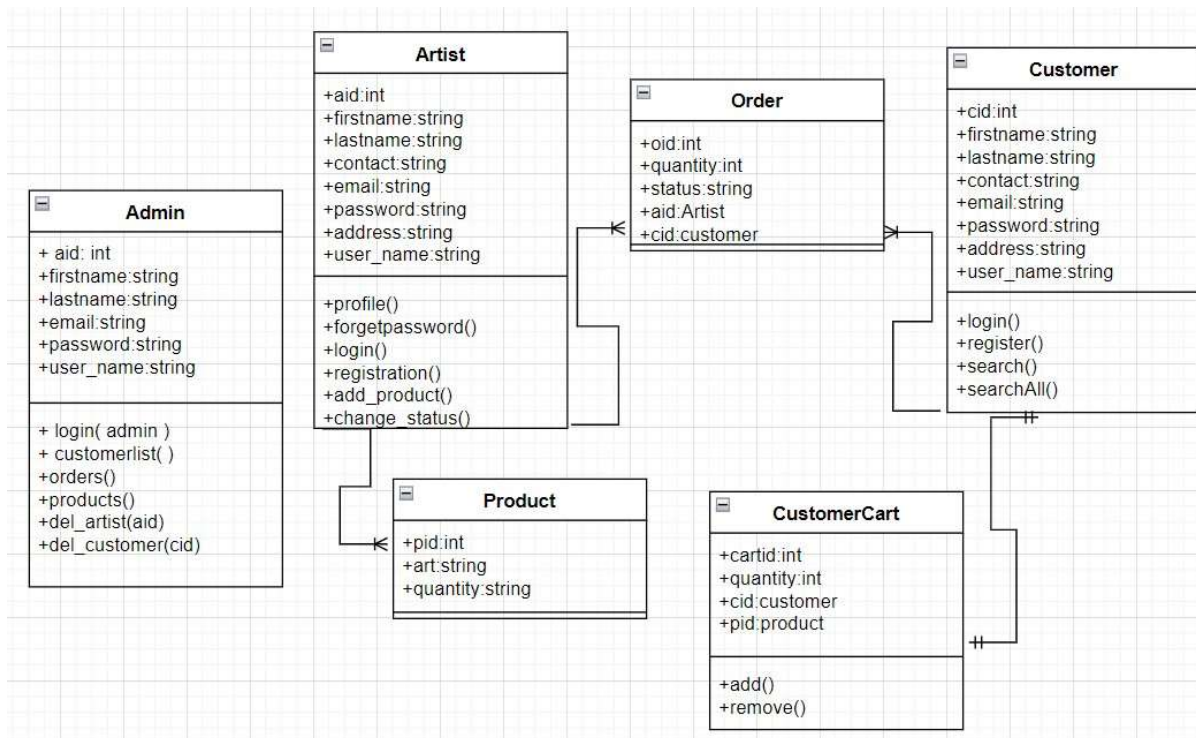 Artist
+aid:int
+firstname:string
+lastname:string
+contact:string
+email:string
+password:string
+address:string
+user_name:string
+profile()
+forgetpassword()
+login()
+registration()
+add_product()
+change_status()
Order
+oid:int
+quantity:int
+status:string
+aid:Artist
+cid:customer
Customer
+cid:int
+firstname:string
+lastname:string
+contact:string
+email:string
+password:string
+address:string
+user_name:string
+login()
+register()
+search()
+searchAll()
Admin
+ aid: int
+firstname:string
+lastname:string
+email:string
+password:string
+user_name:string
+ login( admin )
+ customerlist( )
+orders()
+products()
+del_artist(aid)
+del_customer(cid)
Product
+pid:int
+art:string
+quantity:string
CustomerCart
+cartid:int
+quantity:int
+cid:customer
+pid:product
+add()
+remove()